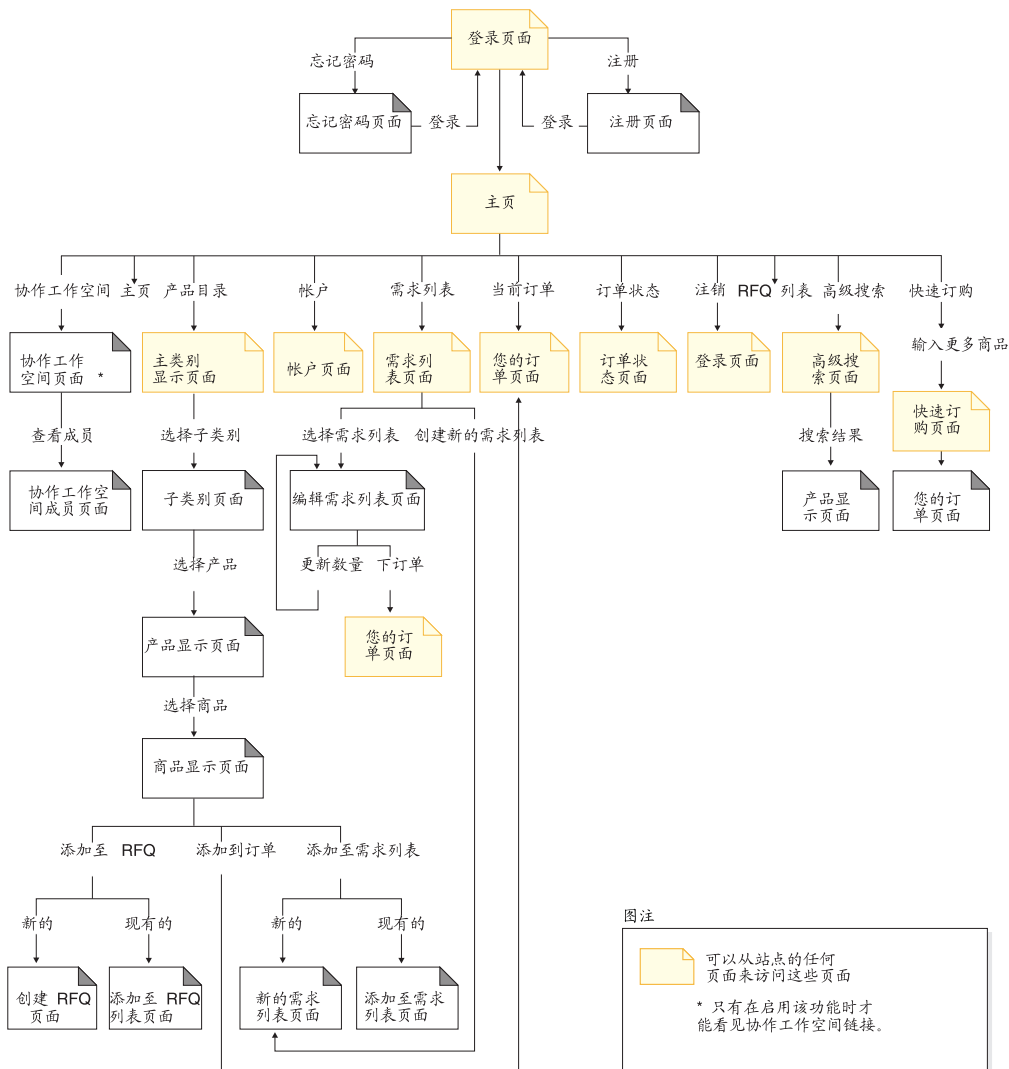 登录页面
忘记密码
注册
忘记密码页面
登录
登录
注册页面
主页
协作工作空间
主页
产品目录
帐户
需求列表
当前订单
订单状态
注销
RFQ 列表
高级搜索
快速订购
协作工作
空间页面 *
主类别
显示页面
帐户页面
需求列
表页面
您的订
单页面
订单状
态页面
登录页面
高级搜
索页面
输入更多商品
快速订
购页面
查看成员
选择子类别
选择需求列表
创建新的需求列表
搜索结果
协作工作空
间成员页面
子类别页面
编辑需求列表页面
产品显
示页面
您的订
单页面
选择产品
更新数量
下订单
产品显示页面
您的订
单页面
选择商品
商品显示页面
添加至 RFQ
添加到订单
添加至需求列表
新的
现有的
新的
现有的
创建 RFQ
页面
添加至 RFQ
列表页面
新的需求
列表页面
添加至需求
列表页面
图注
可以从站点的任何
页面来访问这些页面
* 只有在启用该功能时才
能看见协作工作空间链接。